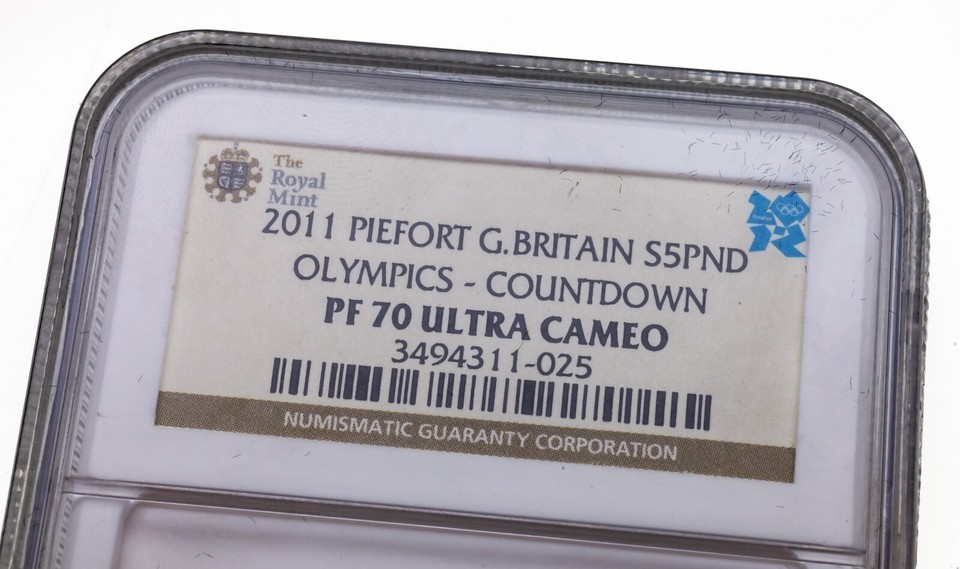 The
Royal
Mint
2011 PIEFORT G.BRITAIN S5PND
OLYMPICS - COUNTDOWN
PF 70 ULTRA CAMEO
3494311-025
NUMISMATIC GUARANTY CORPORATION